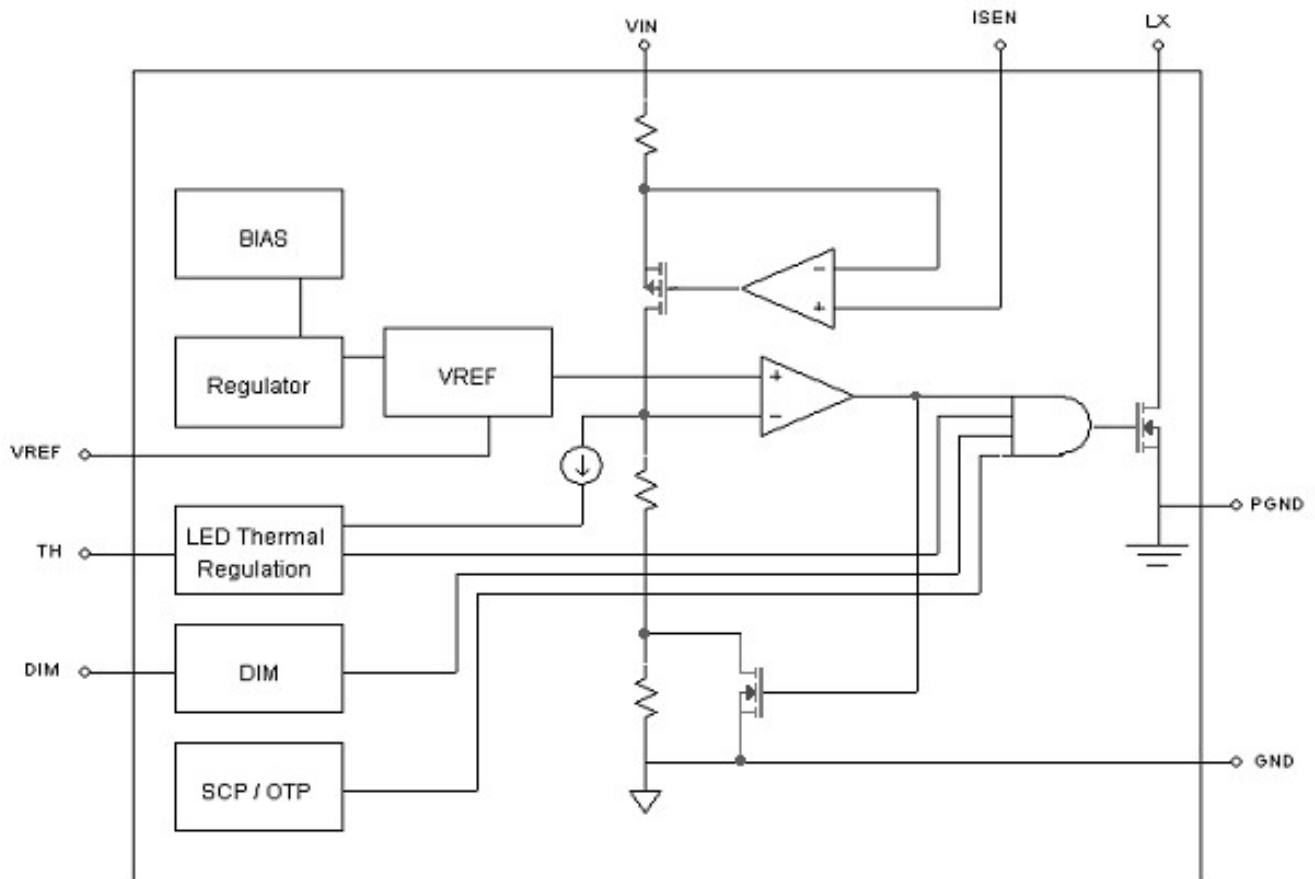 VIN
ISEN
LX
BIAS
−
+
Regulator
VREF
+
−
VREF
PGND
TH
LED Thermal
Regulation
DIM
DIM
SCP / OTP
GND